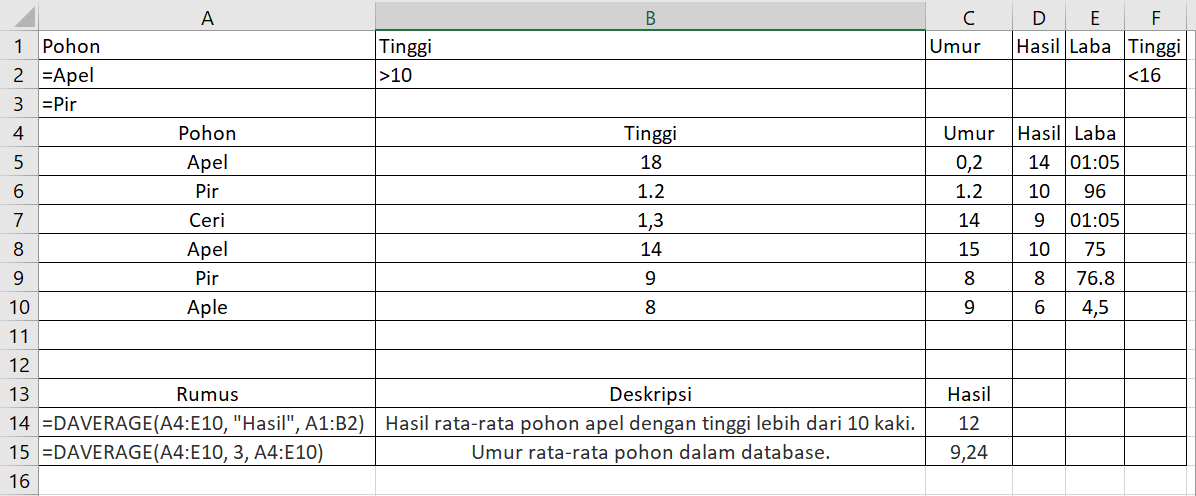 A B C D E F
1 Pohon Tinggi Umur Hasil Laba Tinggi
2 =Apel >10 <16
3 =Pir
4 Pohon Tinggi Umur Hasil Laba
5 Apel 18 0,2 14 01:05
6 Pir 1.2 1.2 10 96
7 Ceri 1,3 14 9 01:05
8 Apel 14 15 10 75
9 Pir 9 8 8 76.8
10 Aple 8 9 6 4,5
11
12
13 Rumus Deskripsi Hasil
14 =DAVERAGE(A4:E10, "Hasil", A1:B2) Hasil rata-rata pohon apel dengan tinggi lebih dari 10 kaki. 12
15 =DAVERAGE(A4:E10, 3, A4:E10) Umur rata-rata pohon dalam database. 9,24
16